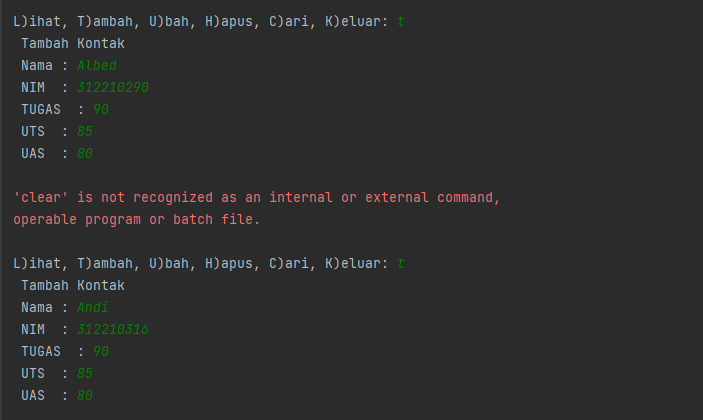 L)ihat, T)ambah, U)bah, H)apus, C)ari, K)eluar: t
Tambah Kontak
Nama : Albed
NIM  : 312210290
TUGAS  : 90
UTS  : 85
UAS  : 80
'clear' is not recognized as an internal or external command,
operable program or batch file.
L)ihat, T)ambah, U)bah, H)apus, C)ari, K)eluar: t
Tambah Kontak
Nama : Andi
NIM  : 312210316
TUGAS  : 90
UTS  : 85
UAS  : 80